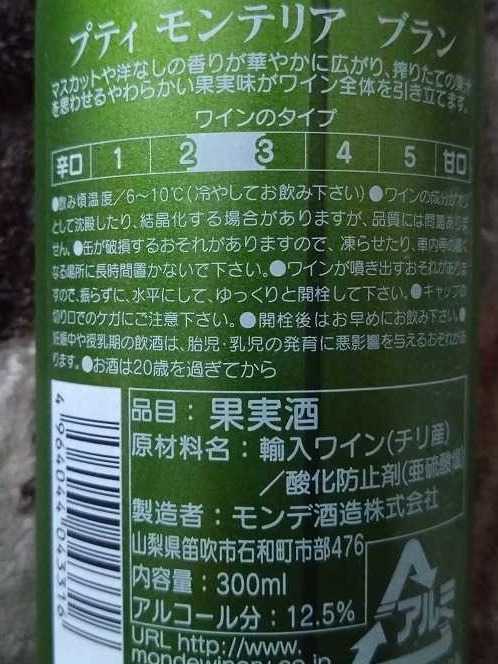 プティ モンテリア ブラン
マスカットや洋なしの香りが華やかに広がり、搾りたての果汁
を思わせるやわらかい果実味がワイン全体を引き立てます。
ワインのタイプ
辛口 1 2 3 4 5 甘口
●飲み頃温度/6~10℃(冷やしてお飲み下さい)●ワインの成分が
として沈殿したり、結晶化する場合がありますが、品質には問題ありま
せん。●缶が破損するおそれがありますので、凍らせたり、車内等の
なる場所に長時間置かないで下さい。●ワインが噴き出すおそれがありま
すので、振らずに、水平にして、ゆっくりと開栓して下さい。●キャップの
切り口でのケガにご注意下さい。●開栓後はお早めにお飲み下さい。●
妊娠中や授乳期の飲酒は、胎児・乳児の発育に悪影響を与えるおそれがあ
ります。●お酒は20歳を過ぎてから
品目:果実酒
原材料名:輸入ワイン(チリ産)
/酸化防止剤(亜硫酸塩)
製造者:モンデ酒造株式会社
山梨県笛吹市石和町市部476
内容量:300ml
アルコール分:12.5%
URL http://www.
mondewinery.co.jp
4964044043316
アルミ